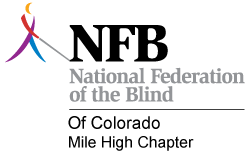 NFB
National Federation
of the Blind
Of Colorado
Mile High Chapter